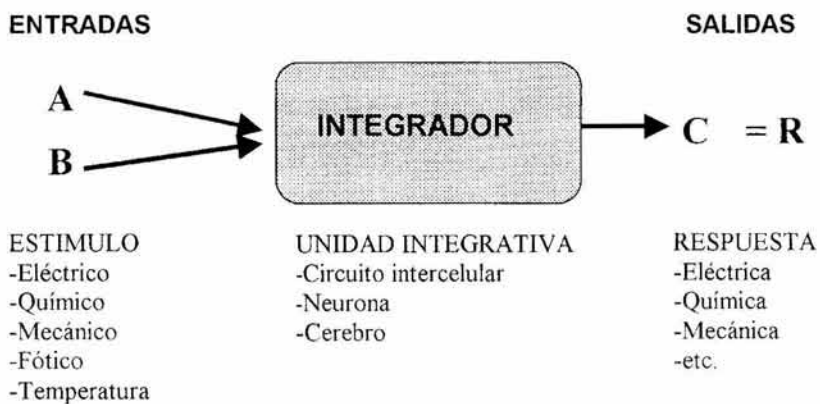 ENTRADAS
SALIDAS
A
B
INTEGRADOR
C = R
ESTIMULO
-Eléctrico
-Químico
-Mecánico
-Fótico
-Temperatura
UNIDAD INTEGRATIVA
-Circuito intercelular
-Neurona
-Cerebro
RESPUESTA
-Eléctrica
-Química
-Mecánica
-etc.